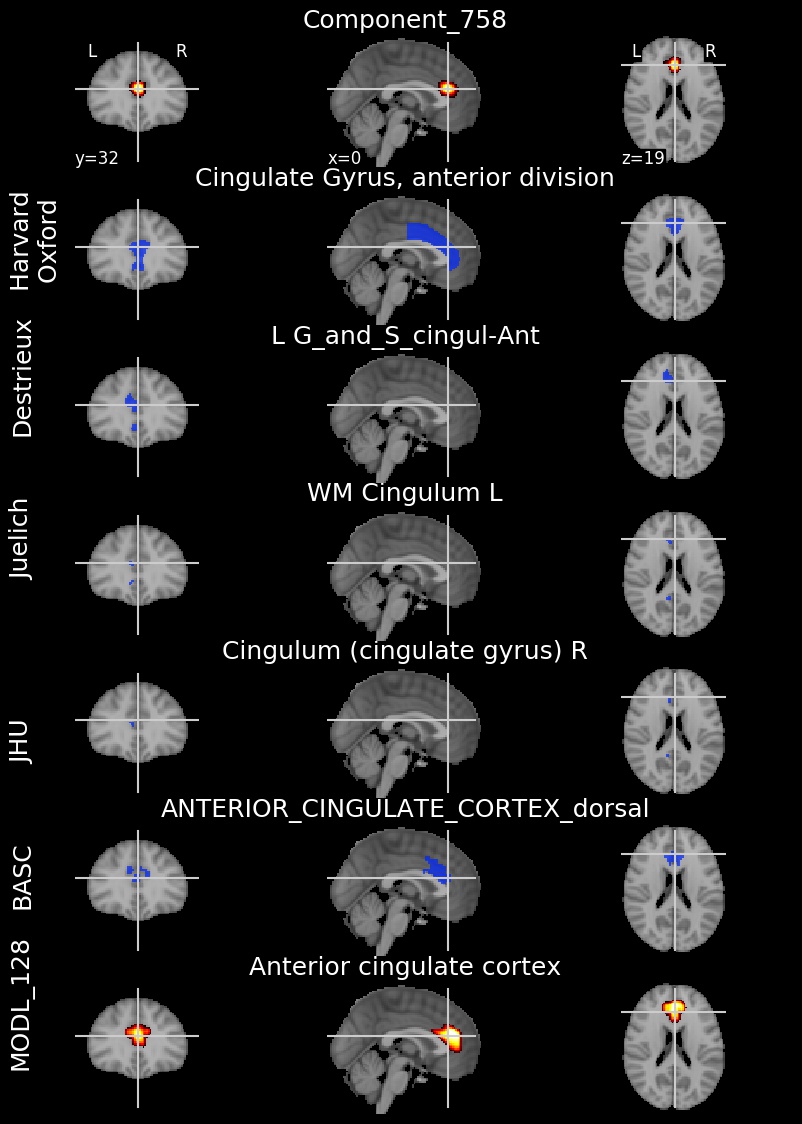 Component_758
L R L R
y=32 x=0 z=19
Cingulate Gyrus, anterior division
Harvard
Oxford
L G_and_S_cingul-Ant
Destrieux
WM Cingulum L
Juelich
Cingulum (cingulate gyrus) R
JHU
ANTERIOR_CINGULATE_CORTEX_dorsal
BASC
Anterior cingulate cortex
MODL_128